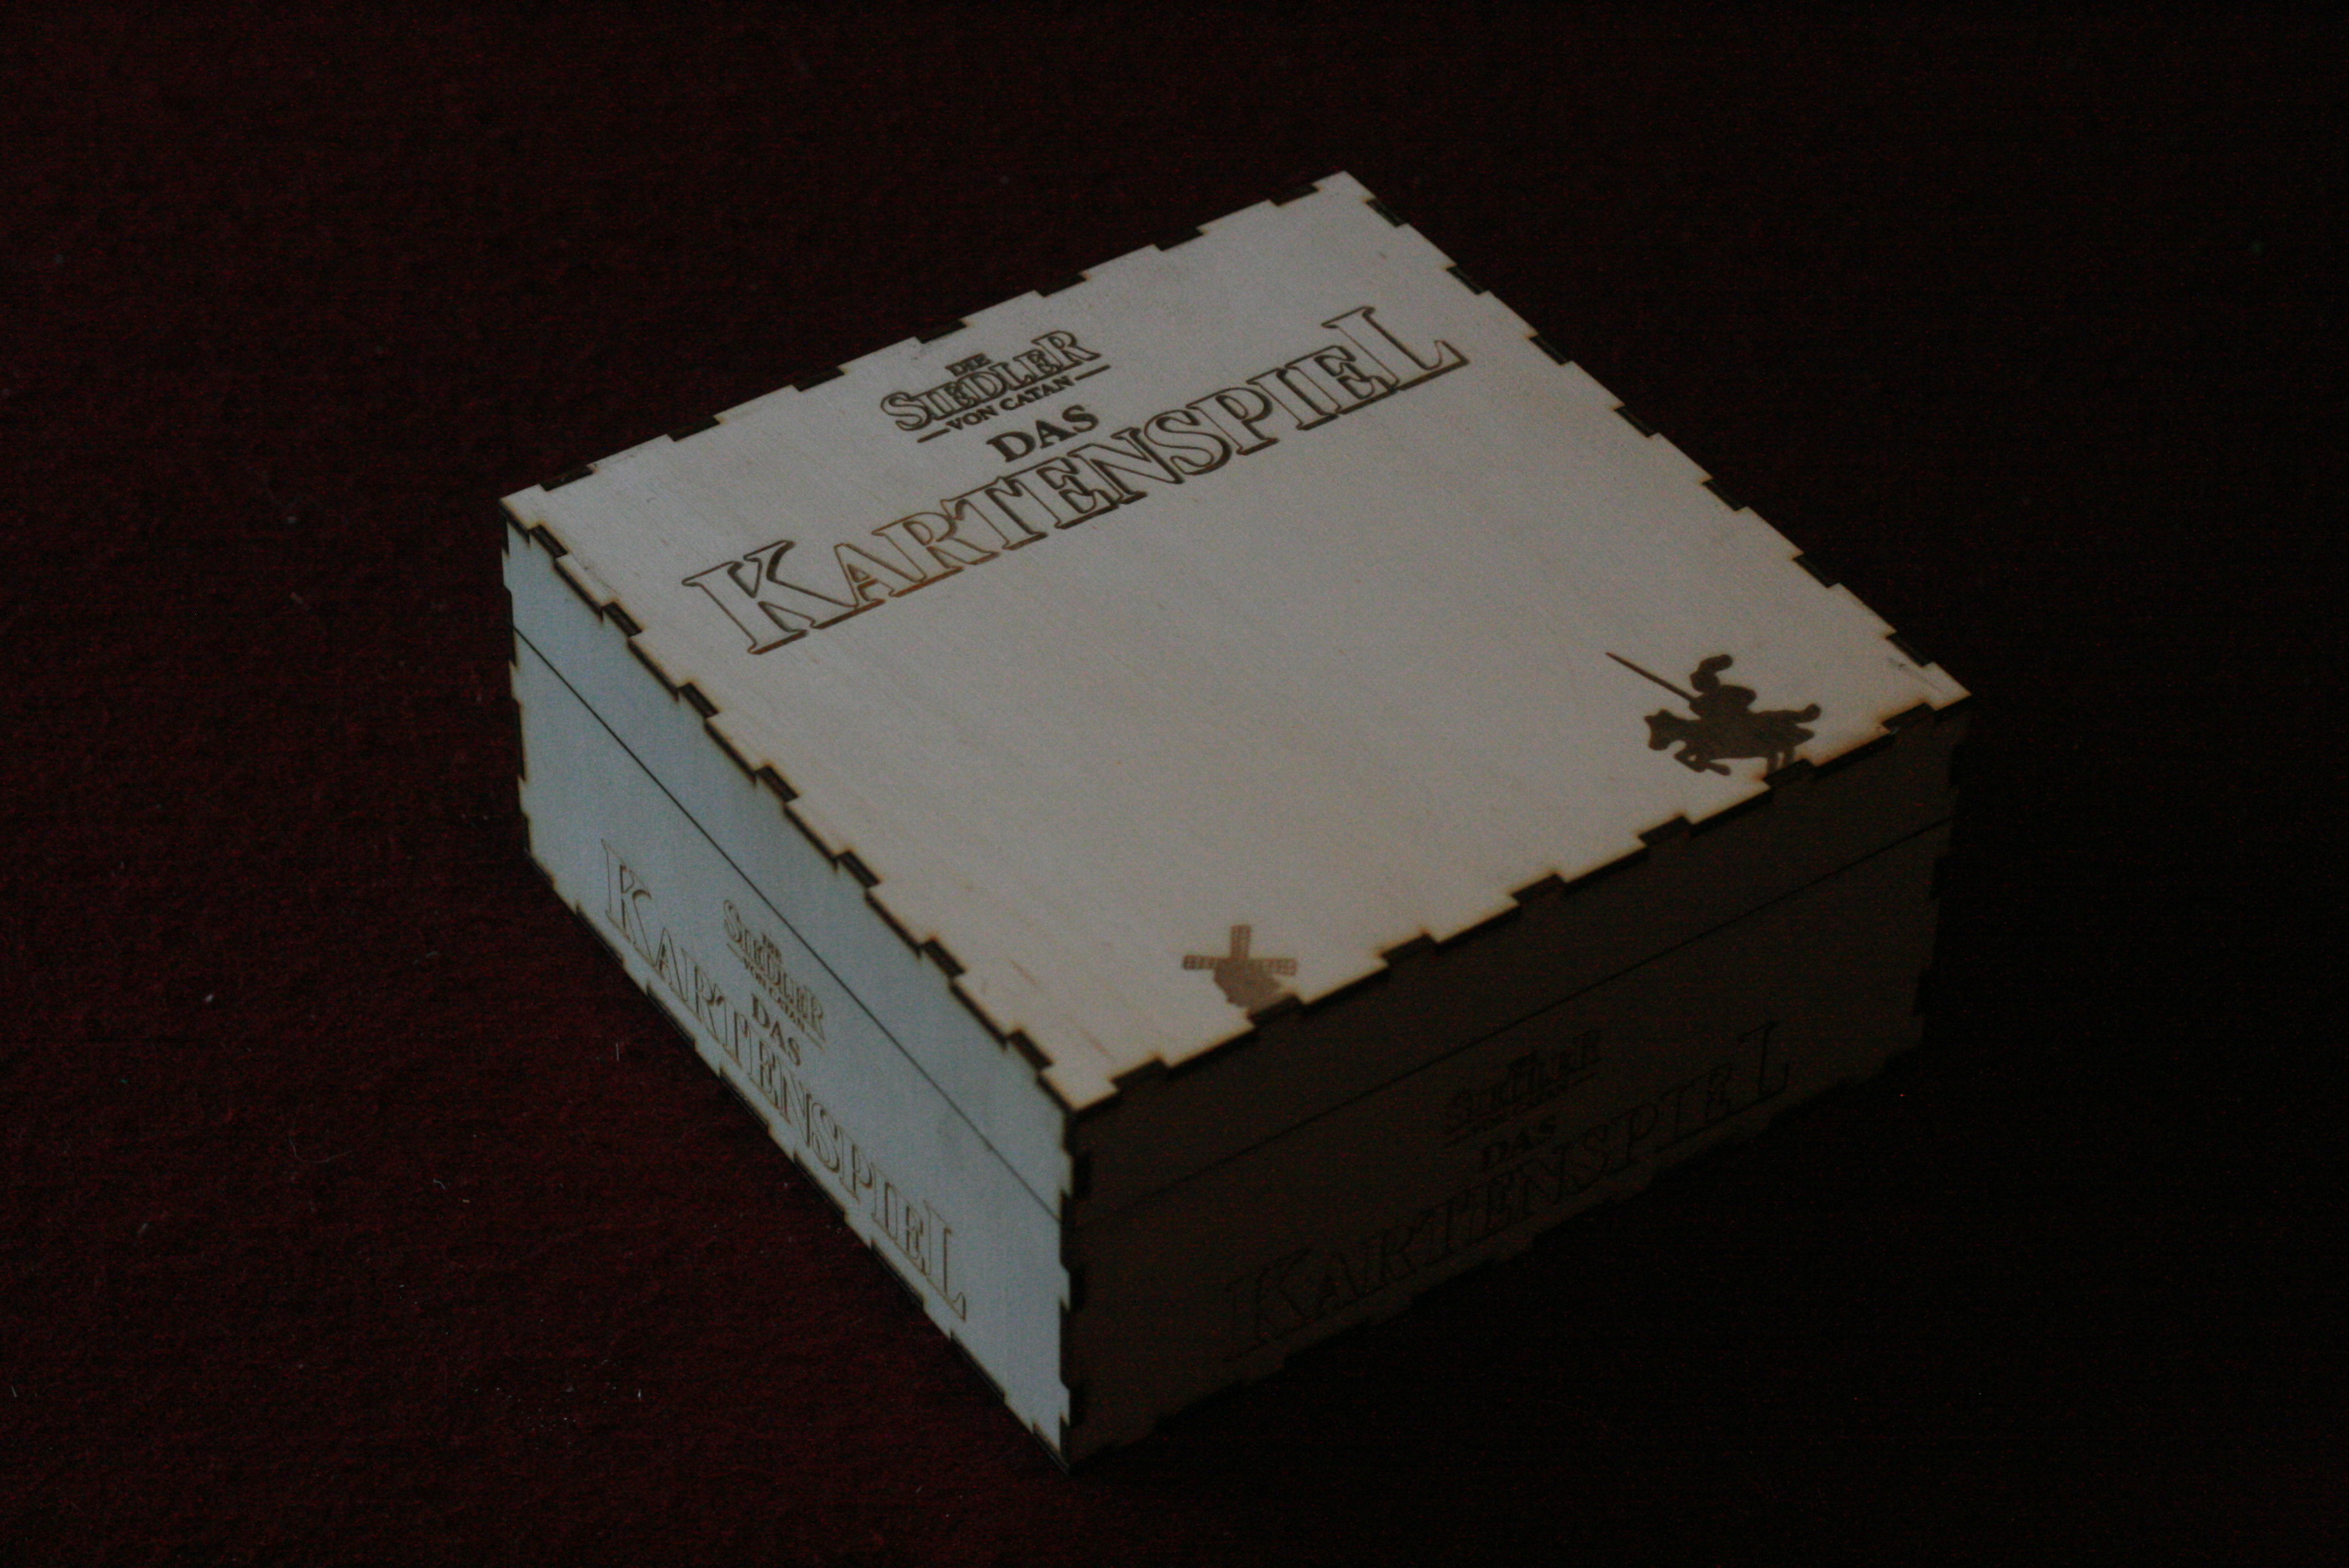 DIE
SIEDLER
VON CATAN
DAS
KARTENSPIEL
DIE
SIEDLER
VON CATAN
DAS
KARTENSPIEL
DIE
SIEDLER
VON CATAN
DAS
KARTENSPIEL